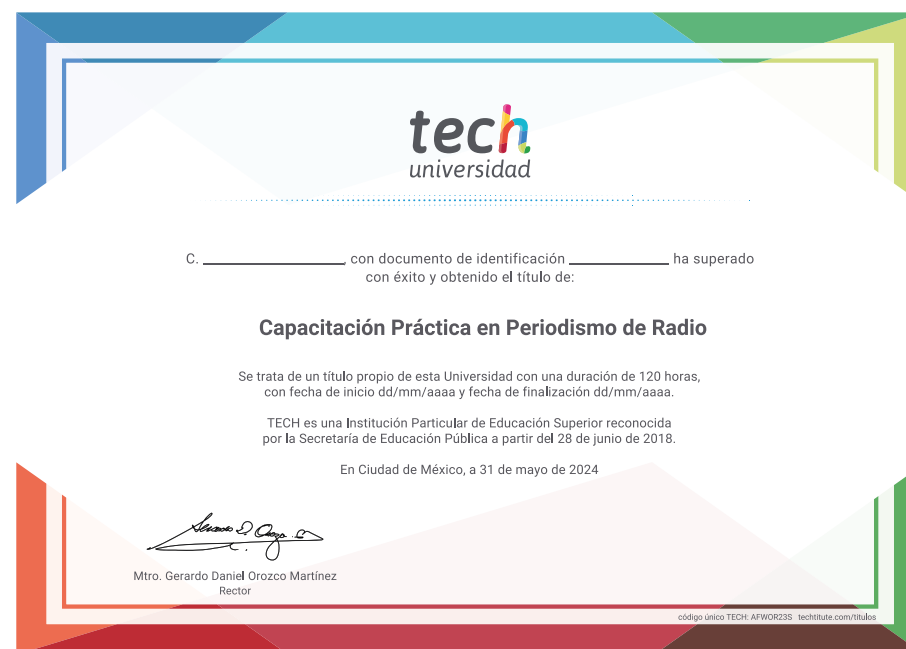 tech
universidad
C. ____________________, con documento de identificación ______________ ha superado
con éxito y obtenido el título de:
Capacitación Práctica en Periodismo de Radio
Se trata de un título propio de esta Universidad con una duración de 120 horas,
con fecha de inicio dd/mm/aaaa y fecha de finalización dd/mm/aaaa.
TECH es una Institución Particular de Educación Superior reconocida
por la Secretaría de Educación Pública a partir del 28 de junio de 2018.
En Ciudad de México, a 31 de mayo de 2024
Mtro. Gerardo Daniel Orozco Martínez
Rector
código único TECH: AFWOR23S techtitute.com/titulos